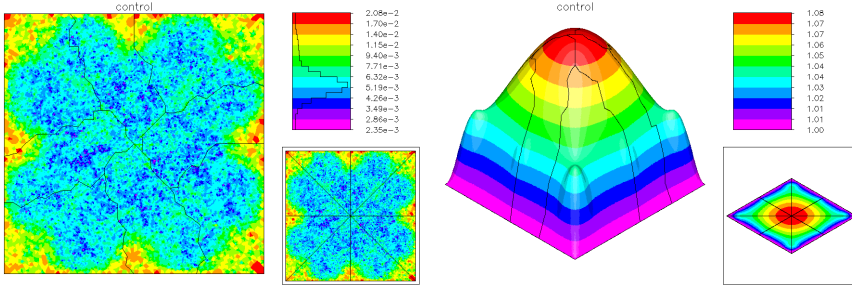 control
2.08e-2
1.70e-2
1.40e-2
1.15e-2
9.40e-3
7.71e-3
6.32e-3
5.19e-3
4.26e-3
3.49e-3
2.86e-3
2.35e-3
control
1.08
1.07
1.07
1.06
1.05
1.04
1.04
1.03
1.02
1.01
1.01
1.00